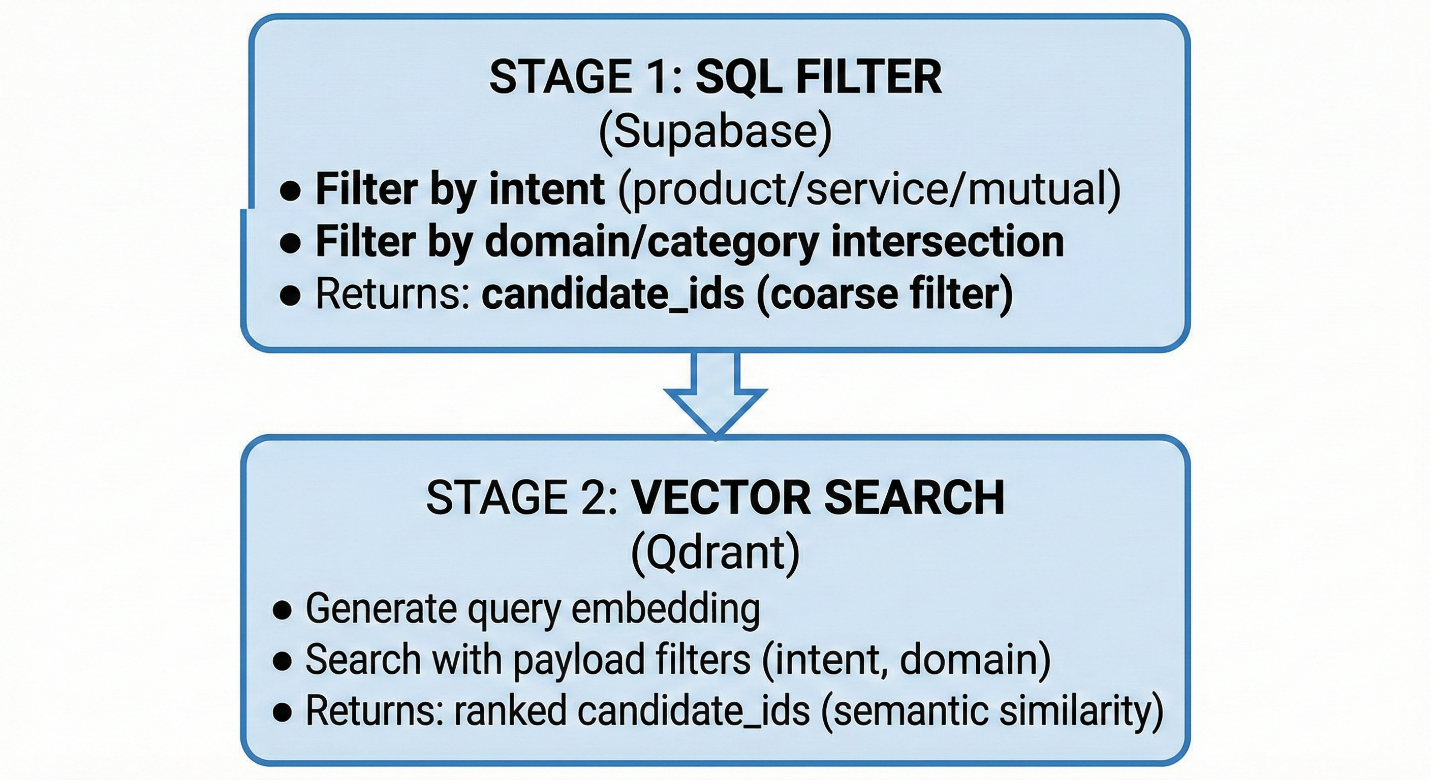 STAGE 1: SQL FILTER
(Supabase)
● Filter by intent (product/service/mutual)
● Filter by domain/category intersection
● Returns: candidate_ids (coarse filter)
STAGE 2: VECTOR SEARCH
(Qdrant)
● Generate query embedding
● Search with payload filters (intent, domain)
● Returns: ranked candidate_ids (semantic similarity)